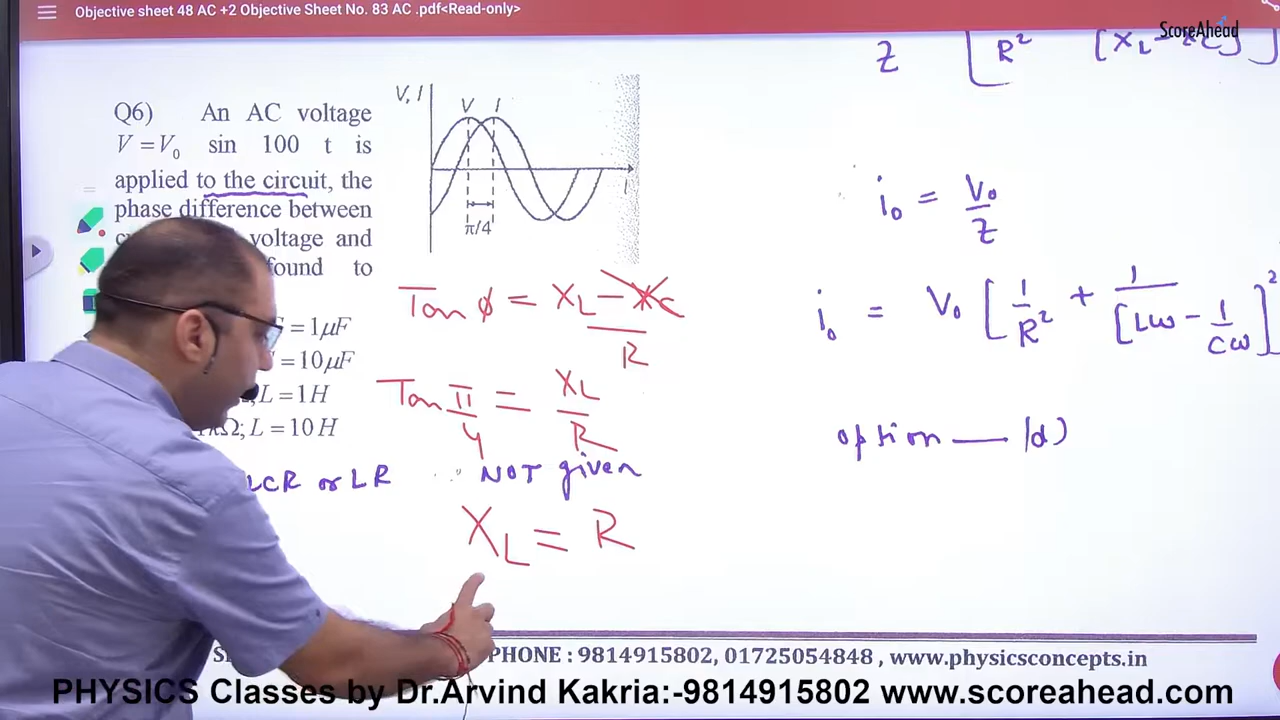 Objective sheet 48 AC +2 Objective Sheet No. 83 AC .pdf<Read-only>
ScoreAhead
Z [ R² [X_L - X_C]
Q6) An AC voltage
V = V₀ sin 100 t is
applied to the circuit, the
phase difference between
voltage and
found to
= 1μF
= 10μF
L = 1H
Ω; L = 10H
V, I
V I
π/4
Tan φ = X_L - X_C / R
Tan π/4 = X_L / R
LCR or LR NOT given
X_L = R
i₀ = V₀ / Z
i₀ = V₀ [ 1/R² + 1/[Lω - 1/Cω]²
option — (d)
PHONE : 9814915802, 01725054848 , www.physicsconcepts.in
PHYSICS Classes by Dr.Arvind Kakria:-9814915802 www.scoreahead.com